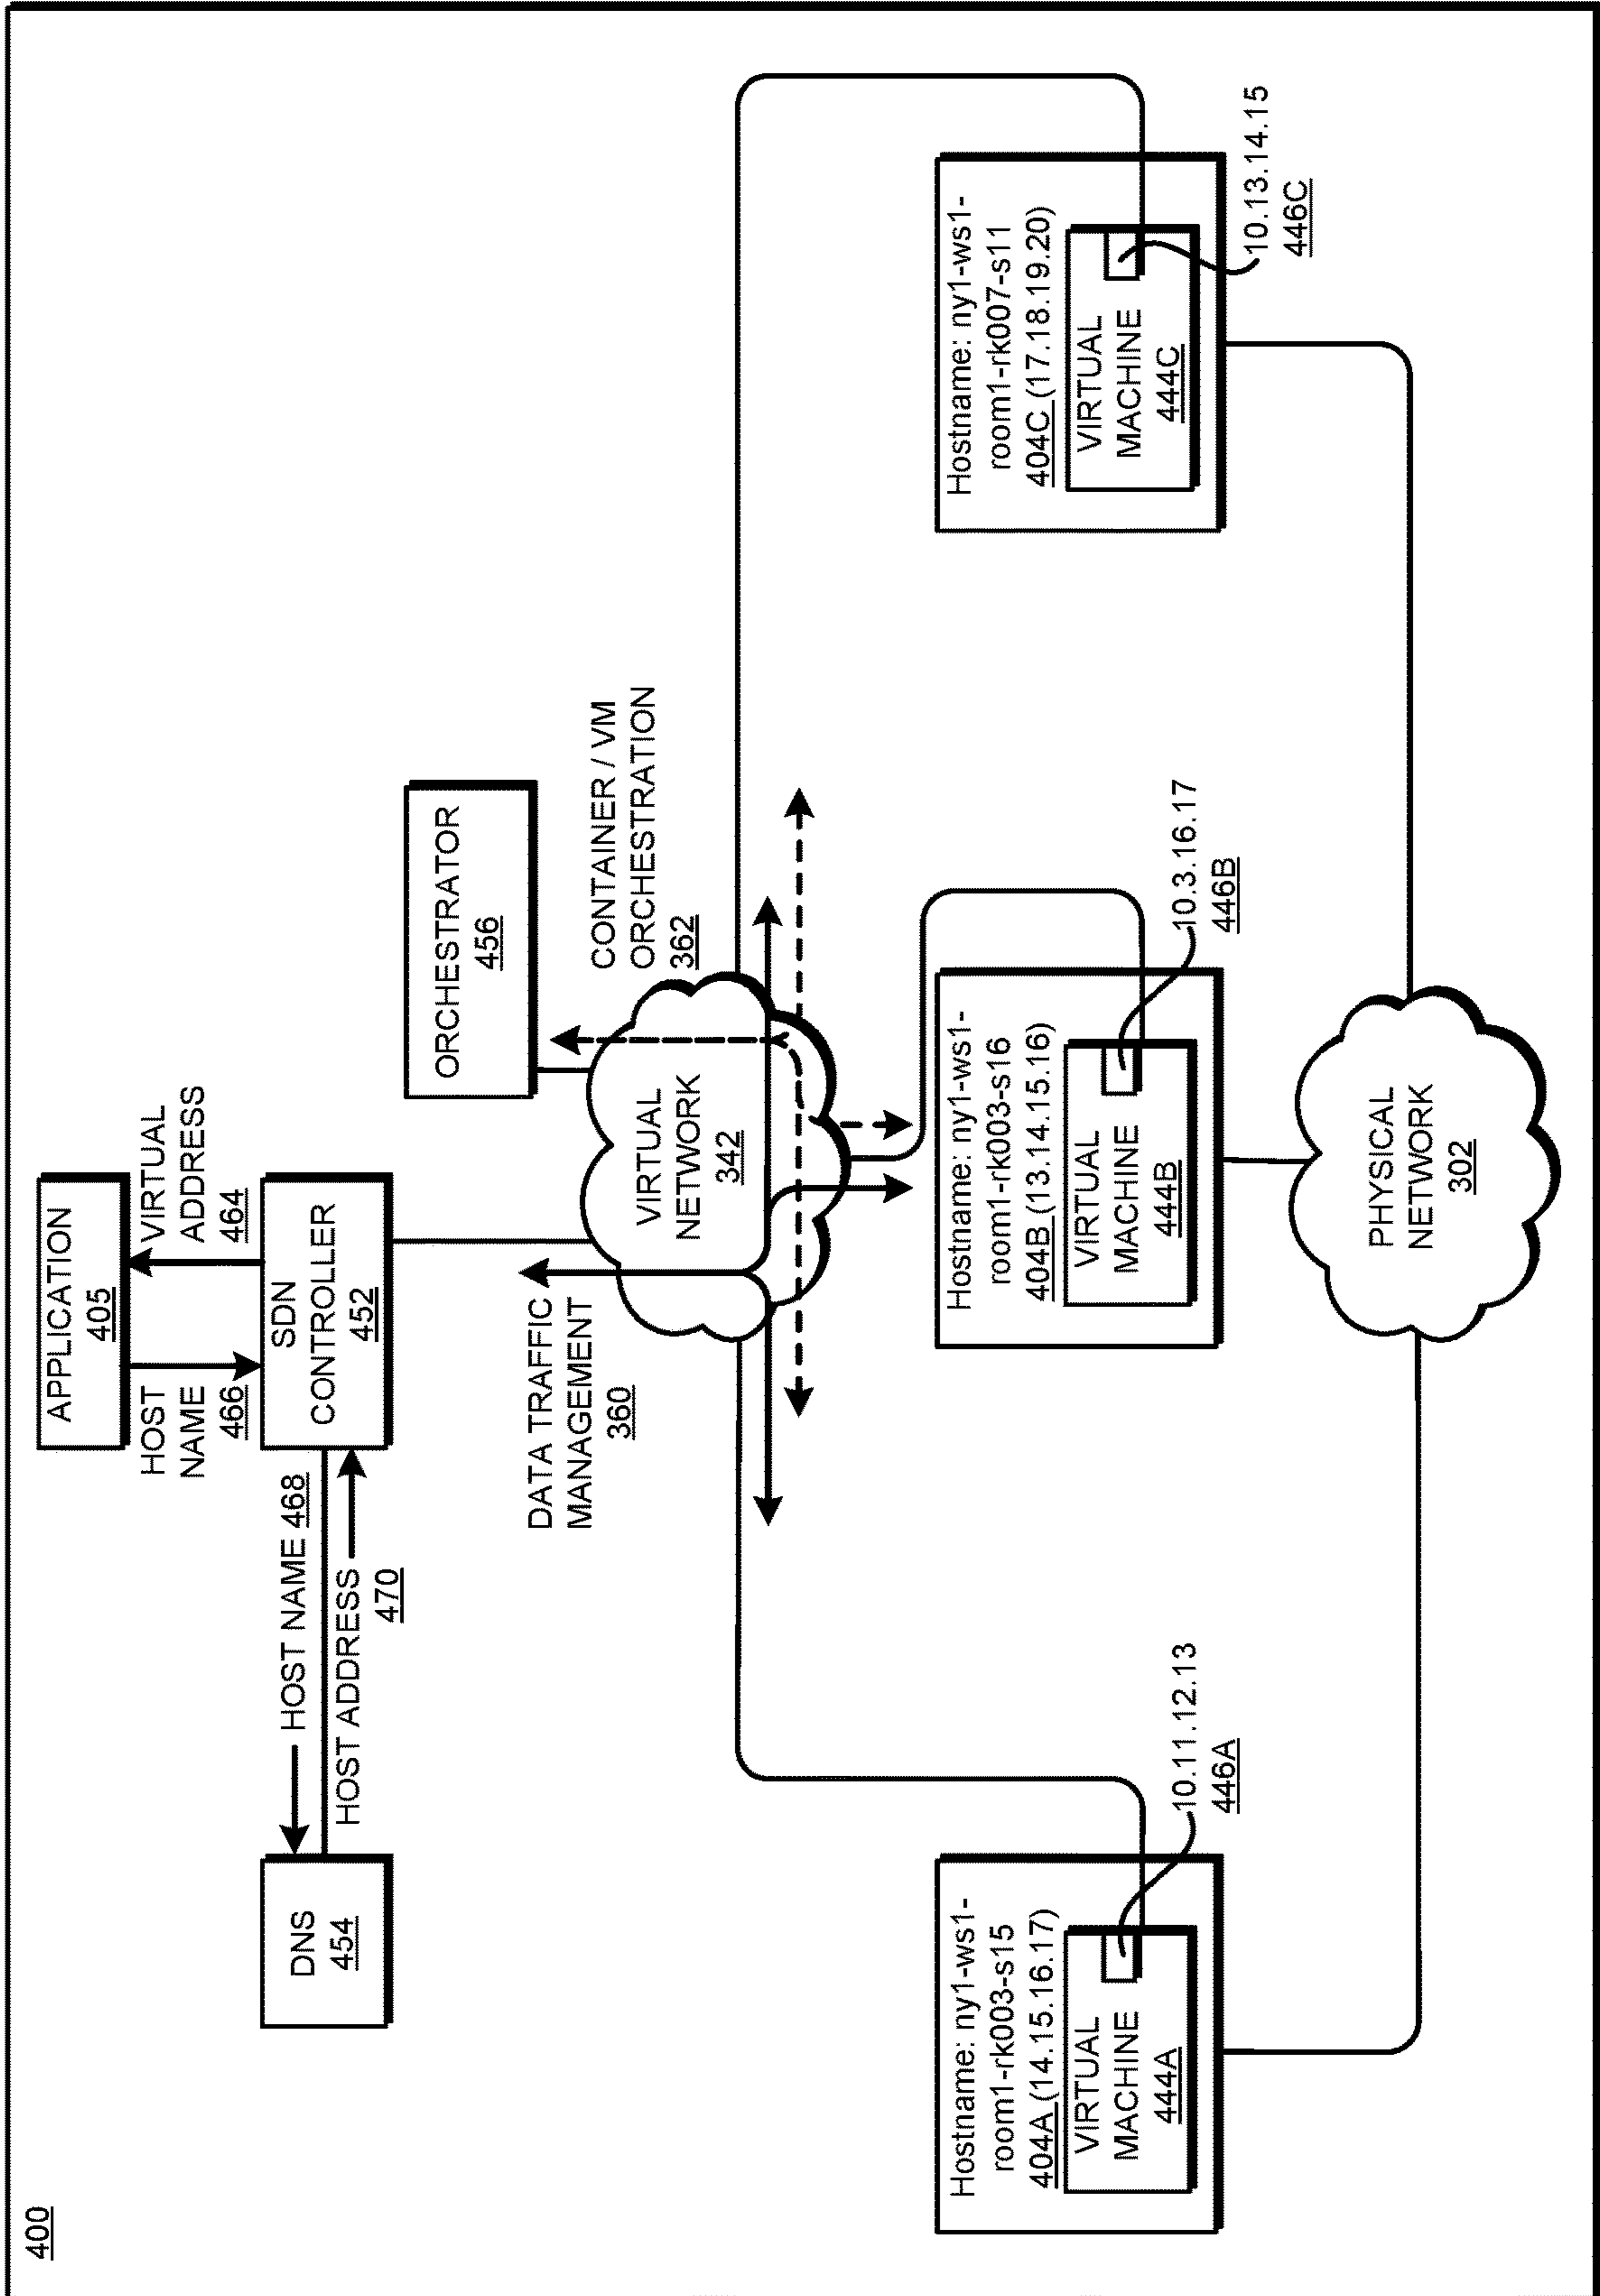 400
APPLICATION
405
HOST
NAME
466
VIRTUAL
ADDRESS
464
DNS
454
HOST NAME 468
HOST ADDRESS
470
SDN
CONTROLLER
452
ORCHESTRATOR
456
DATA TRAFFIC
MANAGEMENT
360
VIRTUAL
NETWORK
342
CONTAINER / VM
ORCHESTRATION
362
Hostname: ny1-ws1-
room1-rk003-s15
404A (14.15.16.17)
VIRTUAL
MACHINE
444A
10.11.12.13
446A
Hostname: ny1-ws1-
room1-rk003-s16
404B (13.14.15.16)
VIRTUAL
MACHINE
444B
10.3.16.17
446B
Hostname: ny1-ws1-
room1-rk007-s11
404C (17.18.19.20)
VIRTUAL
MACHINE
444C
10.13.14.15
446C
PHYSICAL
NETWORK
302